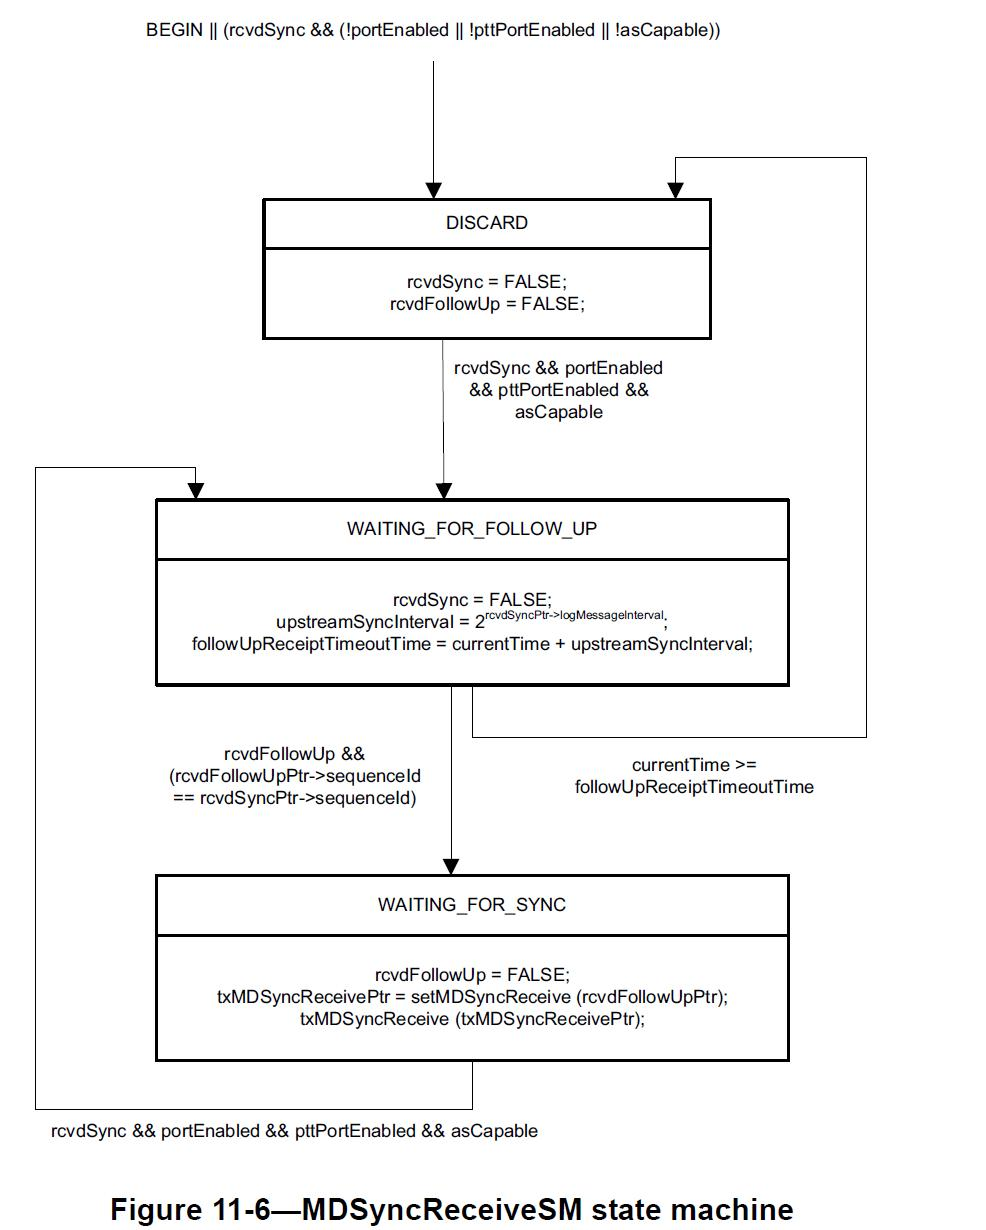 BEGIN || (rcvdSync && (!portEnabled || !pttPortEnabled || !asCapable))
DISCARD
rcvdSync = FALSE;
rcvdFollowUp = FALSE;
rcvdSync && portEnabled
&& pttPortEnabled &&
asCapable
WAITING_FOR_FOLLOW_UP
rcvdSync = FALSE;
upstreamSyncInterval = 2^rcvdSyncPtr->logMessageInterval;
followUpReceiptTimeoutTime = currentTime + upstreamSyncInterval;
rcvdFollowUp &&
(rcvdFollowUpPtr->sequenceId
== rcvdSyncPtr->sequenceId)
currentTime >=
followUpReceiptTimeoutTime
WAITING_FOR_SYNC
rcvdFollowUp = FALSE;
txMDSyncReceivePtr = setMDSyncReceive (rcvdFollowUpPtr);
txMDSyncReceive (txMDSyncReceivePtr);
rcvdSync && portEnabled && pttPortEnabled && asCapable
Figure 11-6—MDSyncReceiveSM state machine